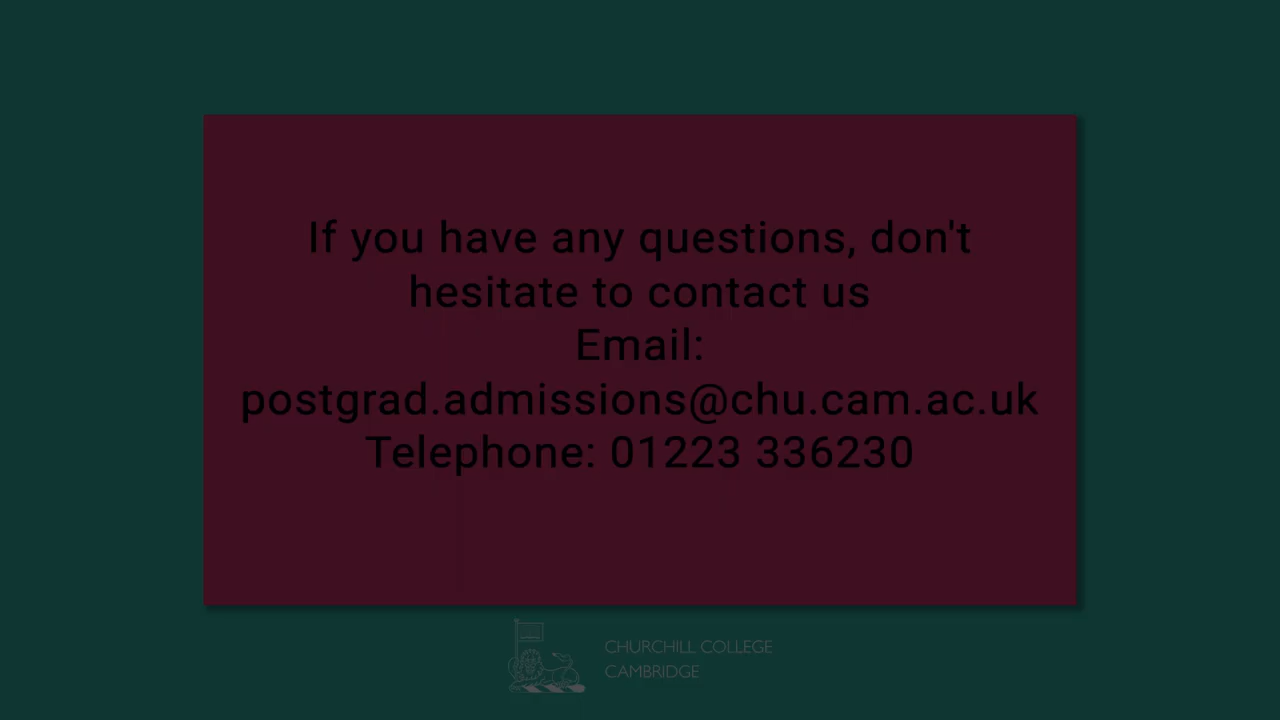 If you have any questions, don't
hesitate to contact us
Email:
postgrad.admissions@chu.cam.ac.uk
Telephone: 01223 336230
CHURCHILL COLLEGE
CAMBRIDGE